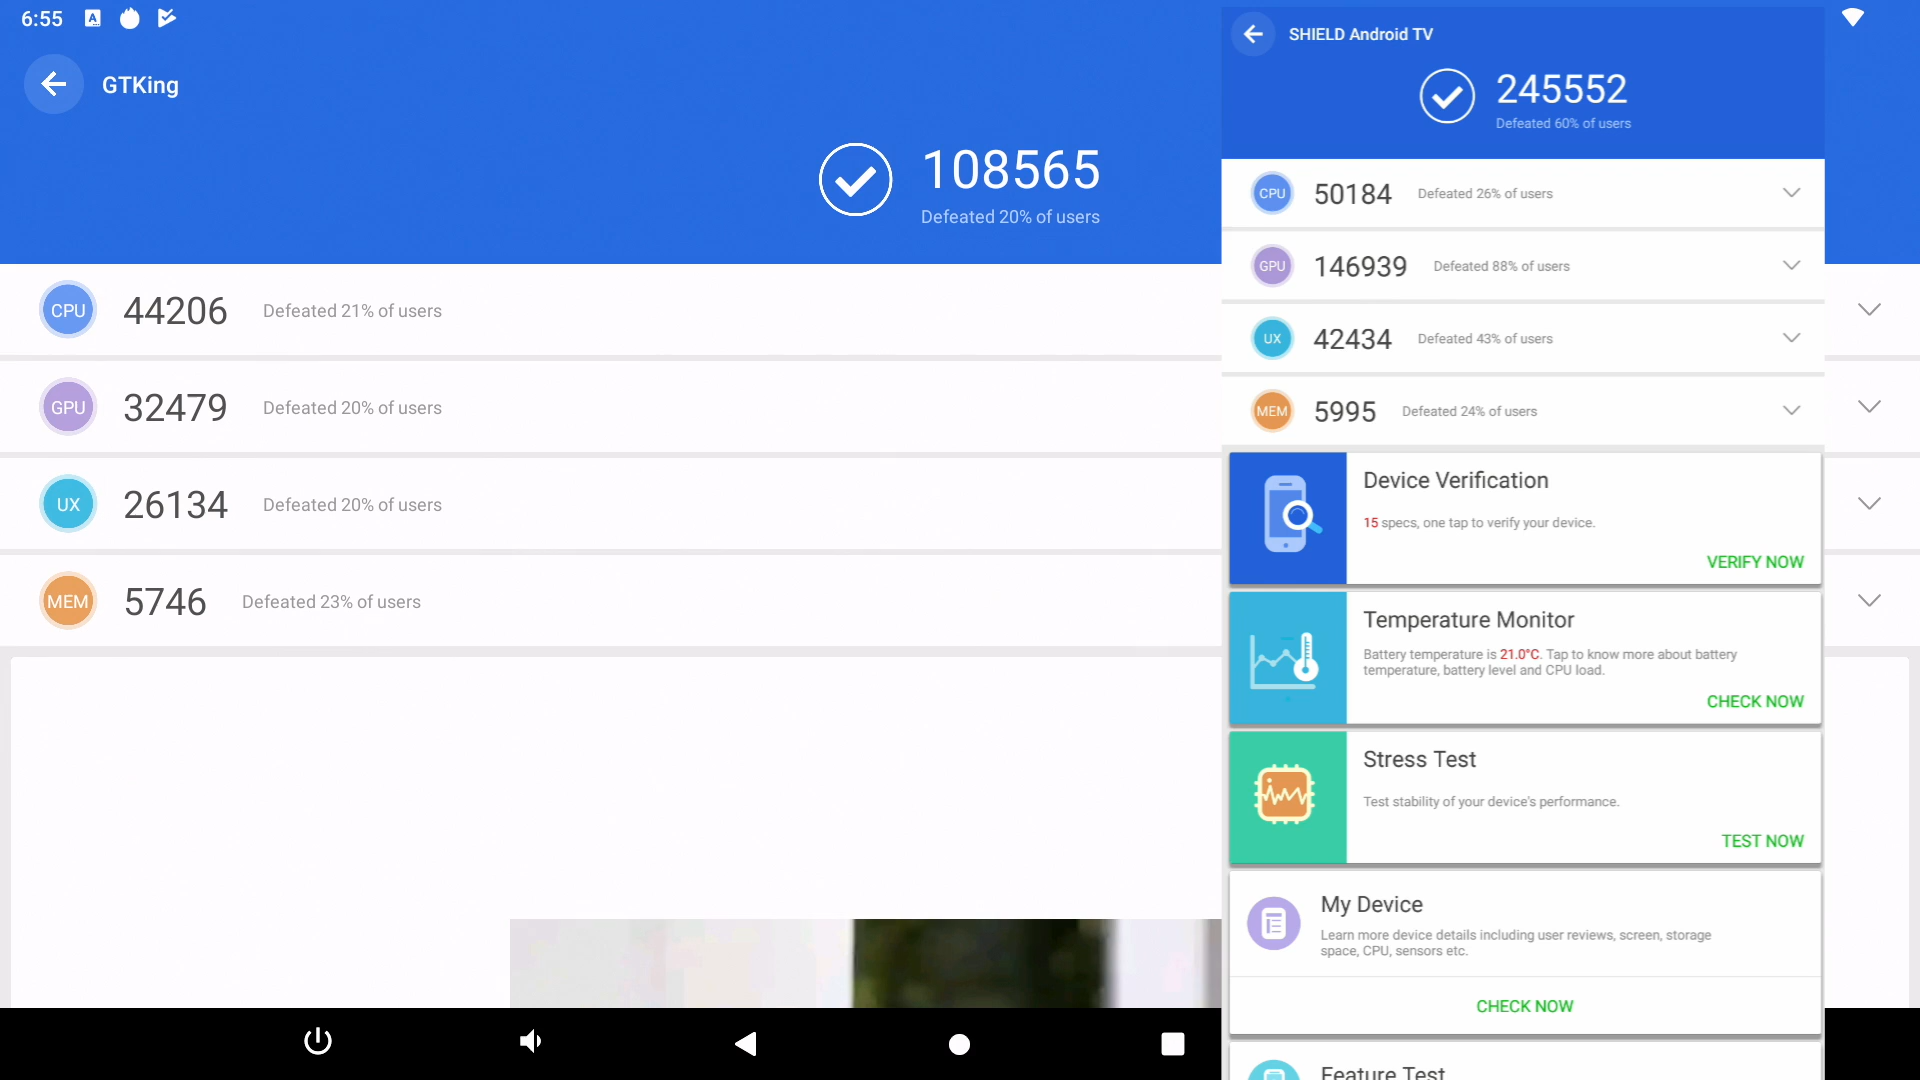 6:55
GTKing
108565
Defeated 20% of users
CPU 44206 Defeated 21% of users
GPU 32479 Defeated 20% of users
UX 26134 Defeated 20% of users
MEM 5746 Defeated 23% of users
SHIELD Android TV
245552
Defeated 60% of users
CPU 50184 Defeated 26% of users
GPU 146939 Defeated 88% of users
UX 42434 Defeated 43% of users
MEM 5995 Defeated 24% of users
Device Verification
15 specs, one tap to verify your device.
VERIFY NOW
Temperature Monitor
Battery temperature is 21.0°C. Tap to know more about battery
temperature, battery level and CPU load.
CHECK NOW
Stress Test
Test stability of your device's performance.
TEST NOW
My Device
Learn more device details including user reviews, screen, storage
space, CPU, sensors etc.
CHECK NOW
Feature Test